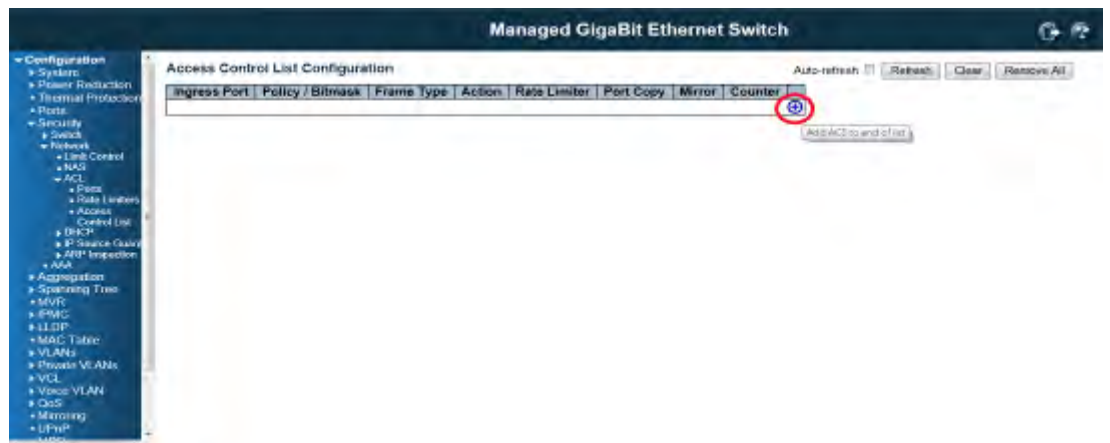 Managed GigaBit Ethernet Switch
Configuration
System
Power Reduction
Thermal Protection
Ports
Security
Switch
Network
Limit Control
NAS
ACL
Ports
Rate Limiters
Access
Control List
DHCP
IP Source Guard
ARP Inspection
AAA
Aggregation
Spanning Tree
MVR
IPMC
LLDP
MAC Table
VLANs
Private VLANs
VCL
Voice VLAN
QoS
Mirroring
UPnP
Access Control List Configuration
Auto-refresh Refresh Clear Remove All
Ingress Port Policy / Bitmask Frame Type Action Rate Limiter Port Copy Mirror Counter
Add ACE to end of list